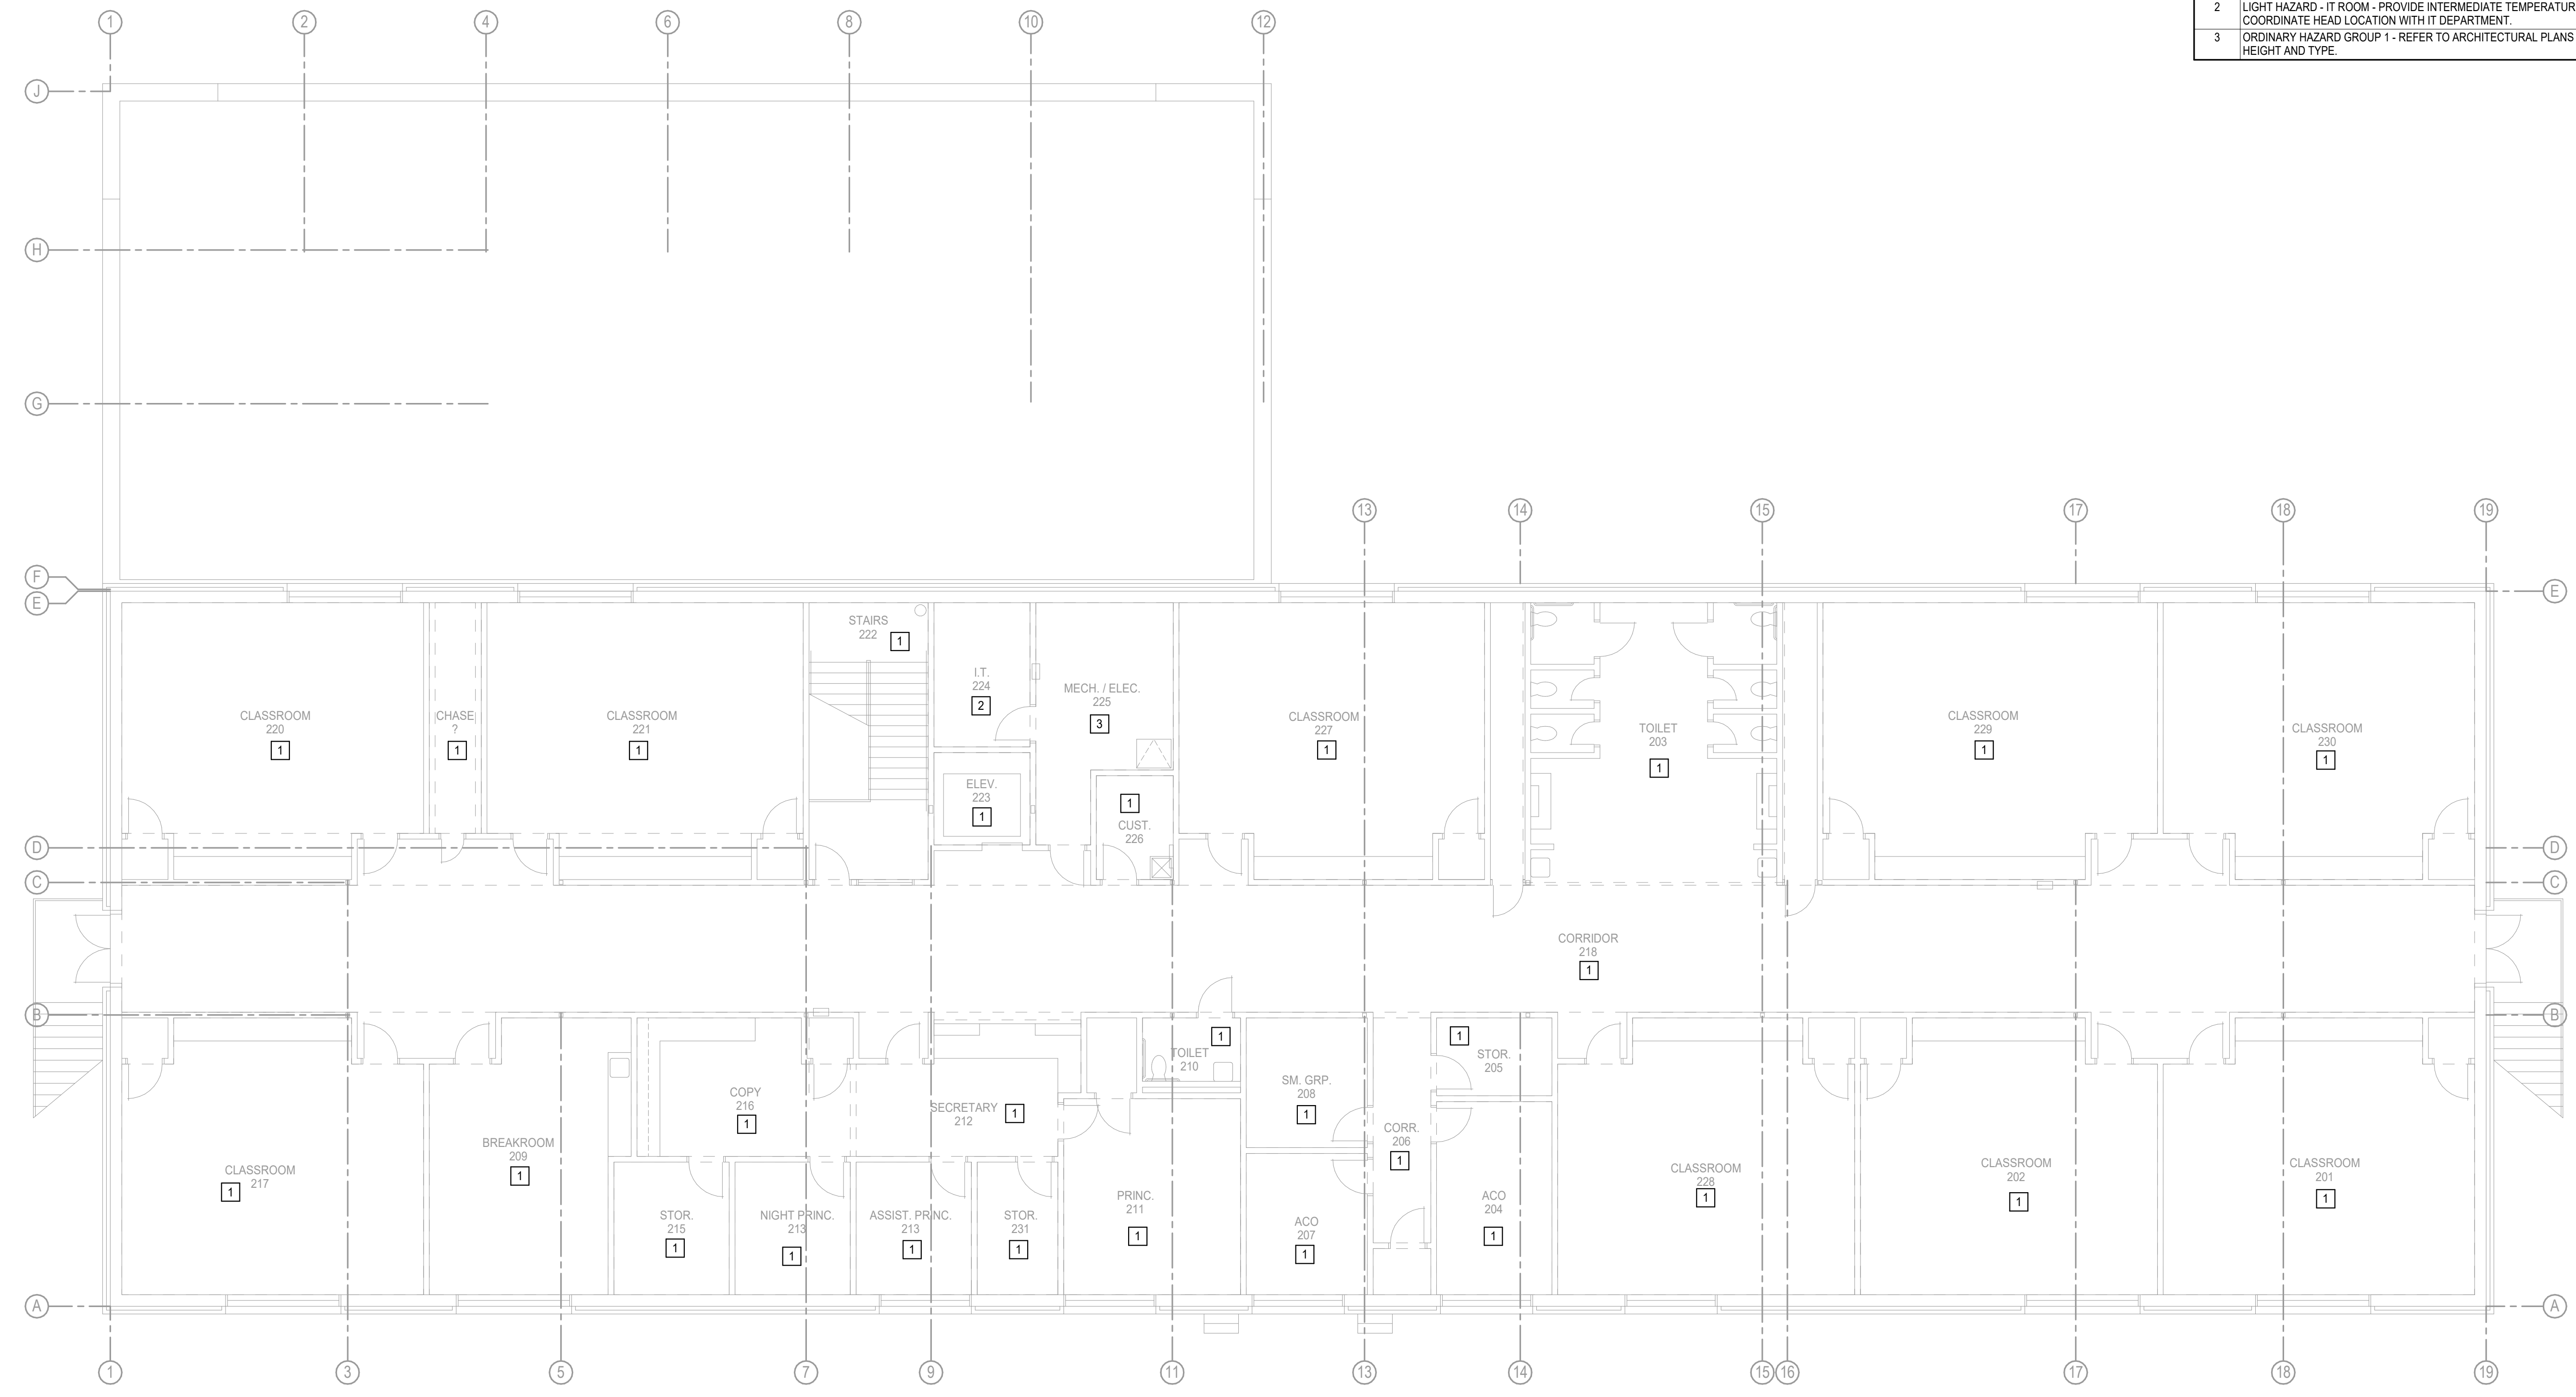 2 LIGHT HAZARD - IT ROOM - PROVIDE INTERMEDIATE
COORDINATE HEAD LOCATION WITH IT DEPARTMENT.
3 ORDINARY HAZARD GROUP 1 - REFER TO ARCHITECTURAL PLANS
HEIGHT AND TYPE.
1 2 4 6 8 10 12
J
H
G
13 14 15 17 18 19
F
E E
STAIRS
222
1
I.T.
224
2
MECH. / ELEC.
225
3
CLASSROOM
220
1
CHASE
?
1
CLASSROOM
221
1
CLASSROOM
227
1
TOILET
203
1
CLASSROOM
229
1
CLASSROOM
230
1
ELEV.
223
1
1
CUST.
226
D D
C C
CORRIDOR
218
1
B B
1
TOILET
210
1
STOR.
205
COPY
216
1
SECRETARY
212
1
SM. GRP.
208
1
BREAKROOM
209
1
CORR.
206
1
CLASSROOM
217
1
CLASSROOM
228
1
CLASSROOM
202
1
CLASSROOM
201
1
STOR.
215
1
NIGHT PRINC.
213
1
ASSIST. PRINC.
213
1
STOR.
231
1
PRINC.
211
1
ACO
207
1
ACO
204
1
A A
1 3 5 7 9 11 13 14 15 16 17 18 19